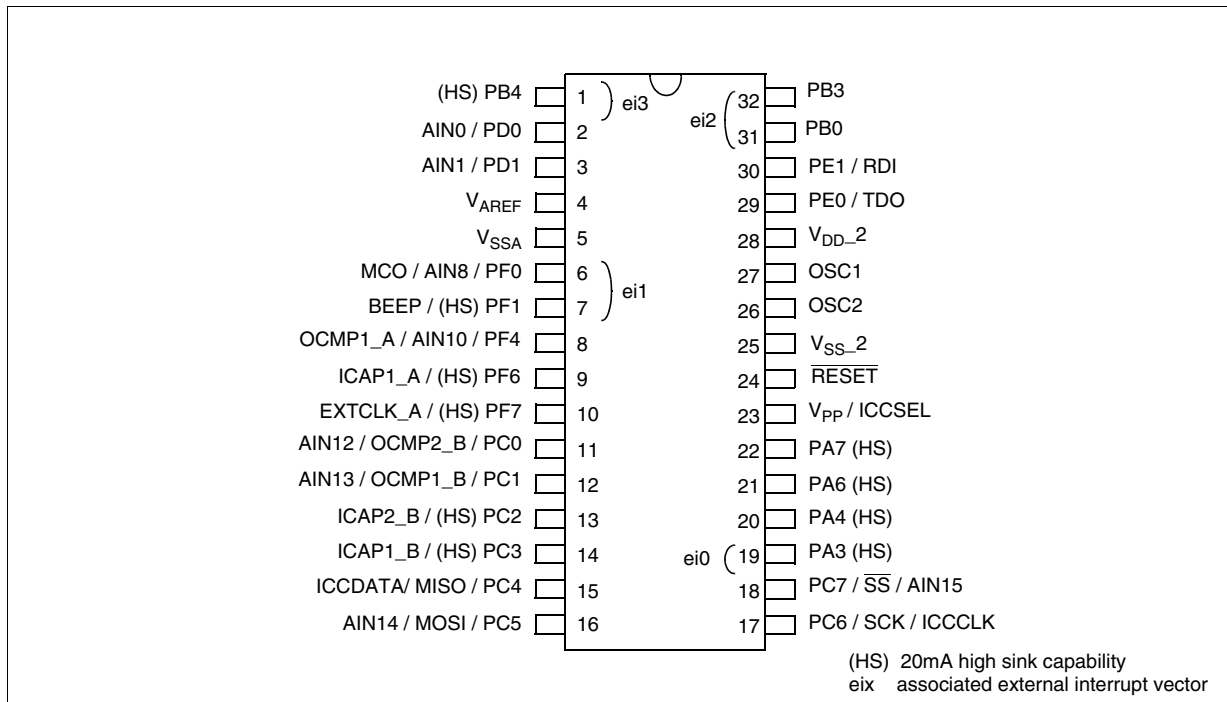 (HS) PB4
AIN0 / PD0
AIN1 / PD1
VAREF
VSSA
MCO / AIN8 / PF0
BEEP / (HS) PF1
OCMP1_A / AIN10 / PF4
ICAP1_A / (HS) PF6
EXTCLK_A / (HS) PF7
AIN12 / OCMP2_B / PC0
AIN13 / OCMP1_B / PC1
ICAP2_B / (HS) PC2
ICAP1_B / (HS) PC3
ICCDATA/ MISO / PC4
AIN14 / MOSI / PC5
1
2
3
4
5
6
7
8
9
10
11
12
13
14
15
16
ei3
ei1
ei2
ei0
32
31
30
29
28
27
26
25
24
23
22
21
20
19
18
17
PB3
PB0
PE1 / RDI
PE0 / TDO
VDD_2
OSC1
OSC2
VSS_2
RESET
VPP / ICCSEL
PA7 (HS)
PA6 (HS)
PA4 (HS)
PA3 (HS)
PC7 / SS / AIN15
PC6 / SCK / ICCCLK
(HS) 20mA high sink capability
eix associated external interrupt vector